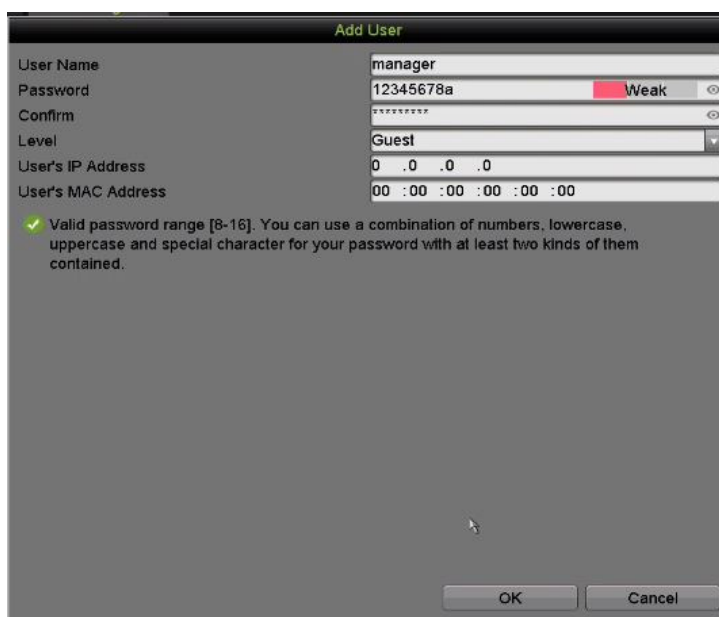 Add User
User Name manager
Password 12345678a Weak
Confirm *********
Level Guest
User's IP Address 0 .0 .0 .0
User's MAC Address 00 :00 :00 :00 :00 :00
Valid password range [8-16]. You can use a combination of numbers, lowercase,
uppercase and special character for your password with at least two kinds of them
contained.
OK Cancel